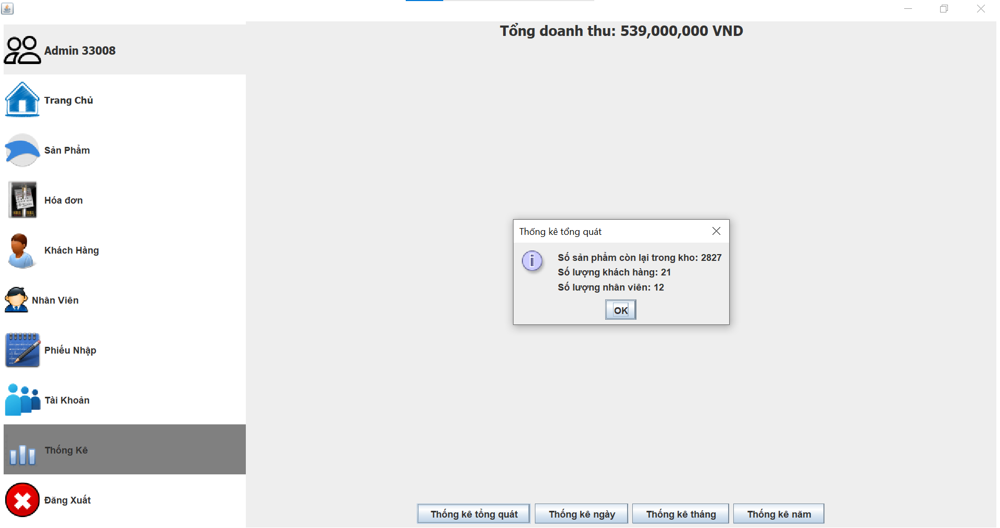 Tổng doanh thu: 539,000,000 VND
Admin 33008
Trang Chủ
Sản Phẩm
Hóa đơn
Khách Hàng
Nhân Viên
Phiếu Nhập
Tài Khoản
Thống Kê
Đăng Xuất
Thống kê tổng quát
Số sản phẩm còn lại trong kho: 2827
Số lượng khách hàng: 21
Số lượng nhân viên: 12
OK
Thống kê tổng quát
Thống kê ngày
Thống kê tháng
Thống kê năm